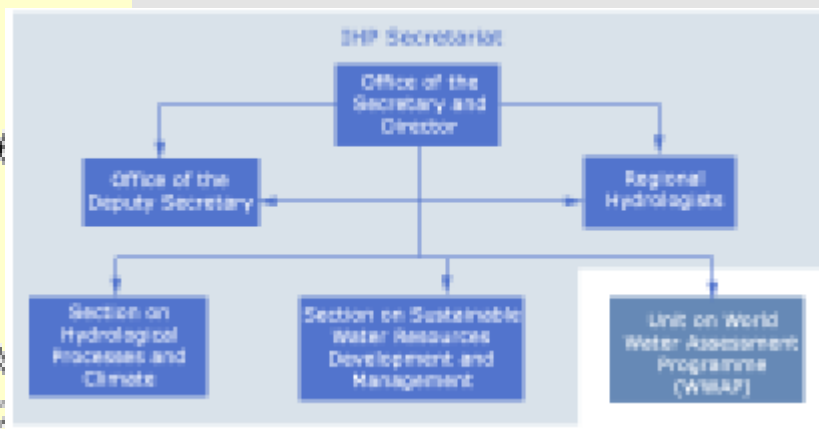 IHP Secretariat
Office of the
Secretary and
Director
Office of the
Deputy Secretary
Regional
Hydrologists
Section on
Hydrological
Processes and
Climate
Section on Sustainable
Water Resources
Development and
Management
Unit on World
Water Assessment
Programme
(WWAP)